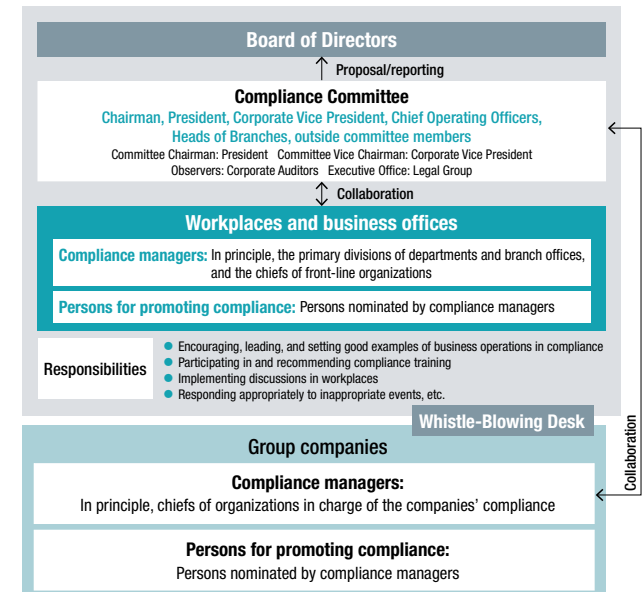 Board of Directors
Proposal/reporting
Compliance Committee
Chairman, President, Corporate Vice President, Chief Operating Officers,
Heads of Branches, outside committee members
Committee Chairman: President Committee Vice Chairman: Corporate Vice President
Observers: Corporate Auditors Executive Office: Legal Group
Collaboration
Workplaces and business offices
Compliance managers: In principle, the primary divisions of departments and branch offices,
and the chiefs of front-line organizations
Persons for promoting compliance: Persons nominated by compliance managers
Responsibilities
● Encouraging, leading, and setting good examples of business operations in compliance
● Participating in and recommending compliance training
● Implementing discussions in workplaces
● Responding appropriately to inappropriate events, etc.
Whistle-Blowing Desk
Group companies
Compliance managers:
In principle, chiefs of organizations in charge of the companies' compliance
Persons for promoting compliance:
Persons nominated by compliance managers
Collaboration